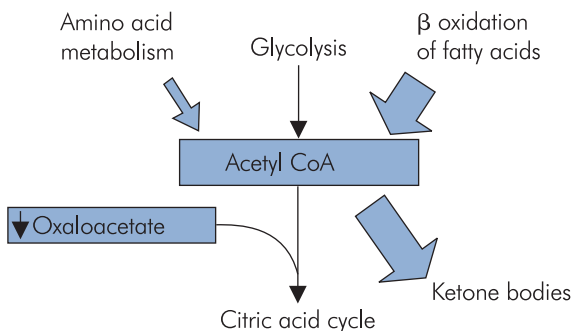 Amino acid
metabolism
Glycolysis
β oxidation
of fatty acids
Acetyl CoA
Oxaloacetate
Ketone bodies
Citric acid cycle